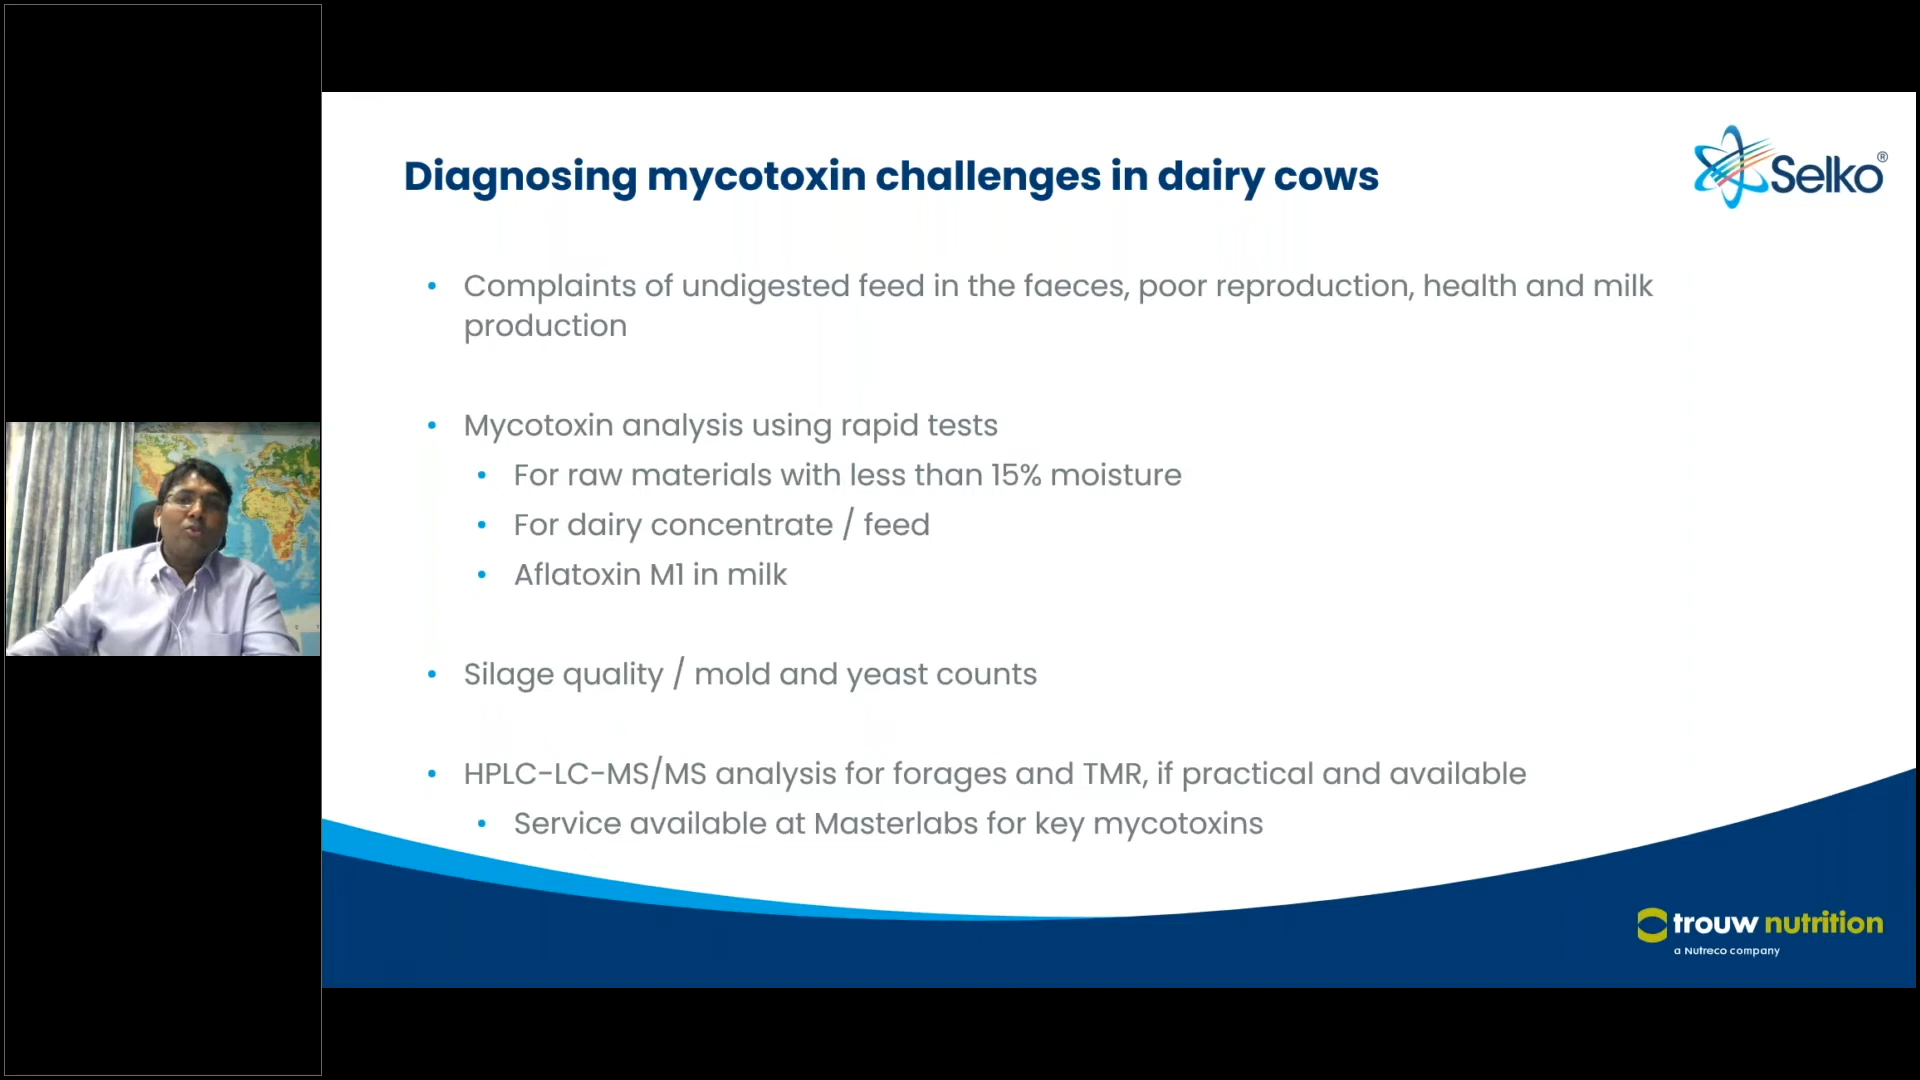 Diagnosing mycotoxin challenges in dairy cows
Selko®
• Complaints of undigested feed in the faeces, poor reproduction, health and milk
production
• Mycotoxin analysis using rapid tests
• For raw materials with less than 15% moisture
• For dairy concentrate / feed
• Aflatoxin M1 in milk
• Silage quality / mold and yeast counts
• HPLC-LC-MS/MS analysis for forages and TMR, if practical and available
• Service available at Masterlabs for key mycotoxins
trouw nutrition
a Nutreco company